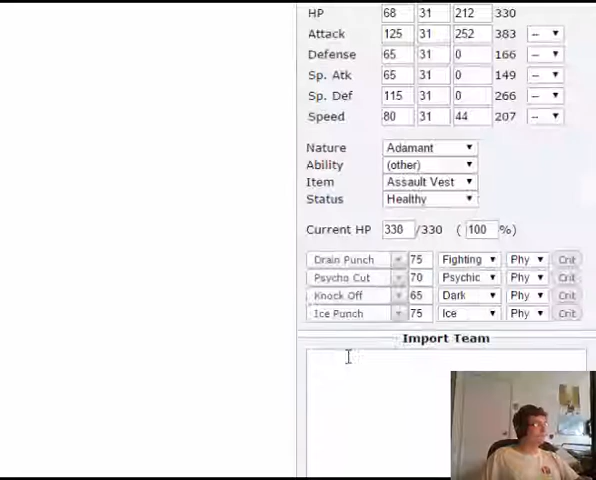 HP 68 31 212 330
Attack 125 31 252 383 --
Defense 65 31 0 166 --
Sp. Atk 65 31 0 149 --
Sp. Def 115 31 0 266 --
Speed 80 31 44 207 --
Nature Adamant
Ability (other)
Item Assault Vest
Status Healthy
Current HP 330 /330 ( 100 %)
Drain Punch 75 Fighting Phy Crit
Psycho Cut 70 Psychic Phy Crit
Knock Off 65 Dark Phy Crit
Ice Punch 75 Ice Phy Crit
Import Team